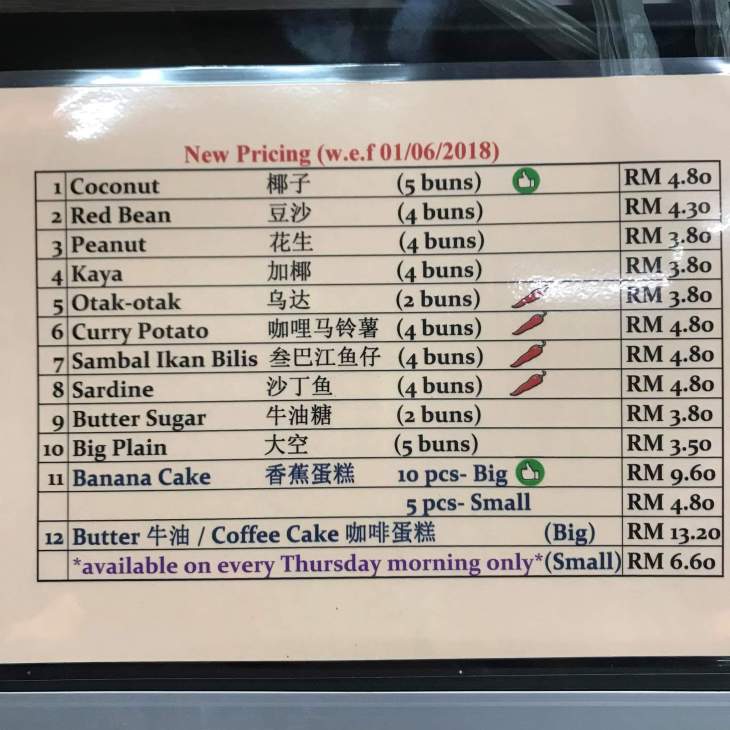 New Pricing (w.e.f 01/06/2018)
1 Coconut 椰子 (5 buns) RM 4.80
2 Red Bean 豆沙 (4 buns) RM 4.30
3 Peanut 花生 (4 buns) RM 3.80
4 Kaya 加椰 (4 buns) RM 3.80
5 Otak-otak 乌达 (2 buns) RM 3.80
6 Curry Potato 咖哩马铃薯 (4 buns) RM 4.80
7 Sambal Ikan Bilis 叁巴江鱼仔 (4 buns) RM 4.80
8 Sardine 沙丁鱼 (4 buns) RM 4.80
9 Butter Sugar 牛油糖 (2 buns) RM 3.80
10 Big Plain 大空 (5 buns) RM 3.50
11 Banana Cake 香蕉蛋糕 10 pcs- Big RM 9.60
5 pcs- Small RM 4.80
12 Butter 牛油 / Coffee Cake 咖啡蛋糕 (Big) RM 13.20
*available on every Thursday morning only* (Small) RM 6.60